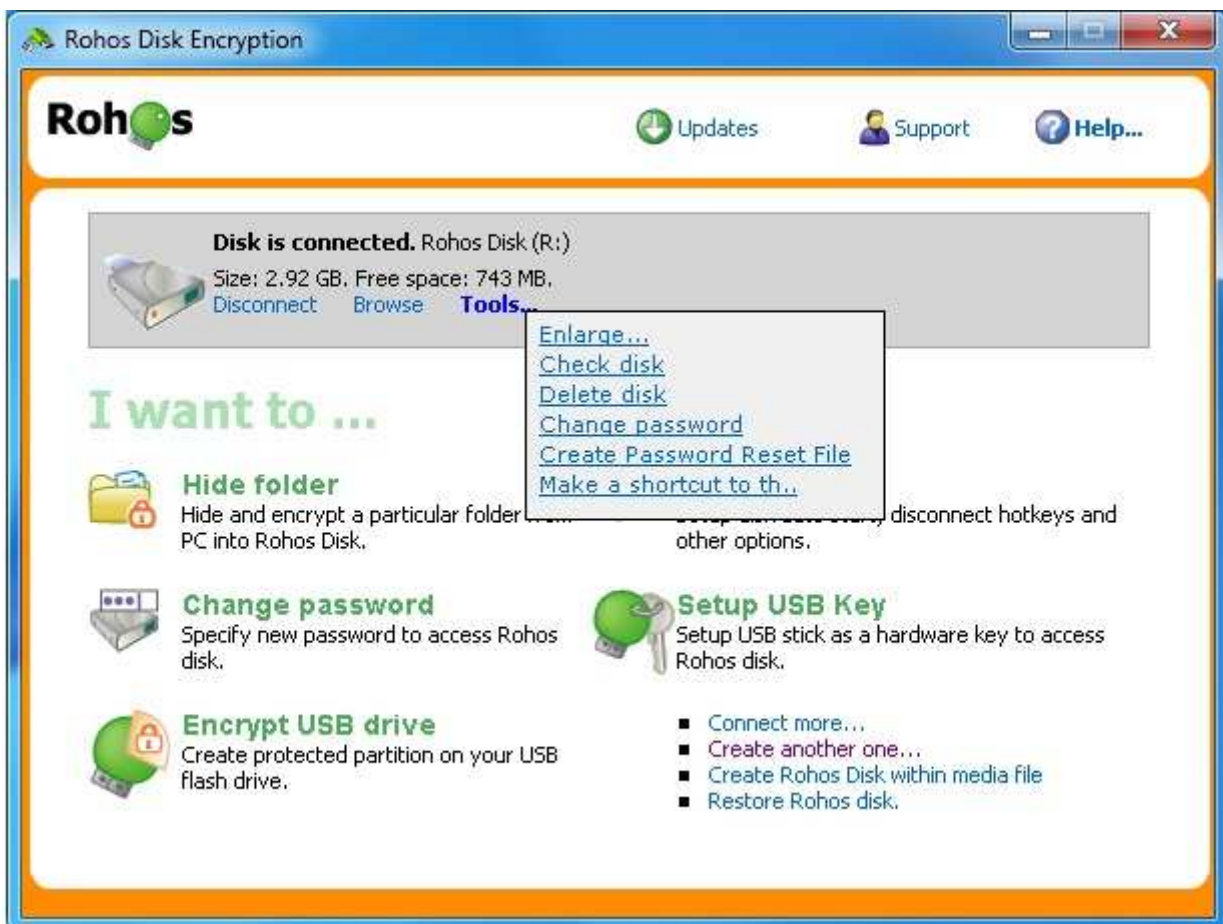 Rohos Disk Encryption
Rohos
Updates
Support
Help...
Disk is connected. Rohos Disk (R:)
Size: 2.92 GB. Free space: 743 MB.
Disconnect Browse Tools...
Enlarge...
Check disk
Delete disk
Change password
Create Password Reset File
Make a shortcut to th..
I want to ...
Hide folder
Hide and encrypt a particular folder
PC into Rohos Disk.
disconnect hotkeys and
other options.
Change password
Specify new password to access Rohos
disk.
Setup USB Key
Setup USB stick as a hardware key to access
Rohos disk.
Encrypt USB drive
Create protected partition on your USB
flash drive.
Connect more...
Create another one...
Create Rohos Disk within media file
Restore Rohos disk.